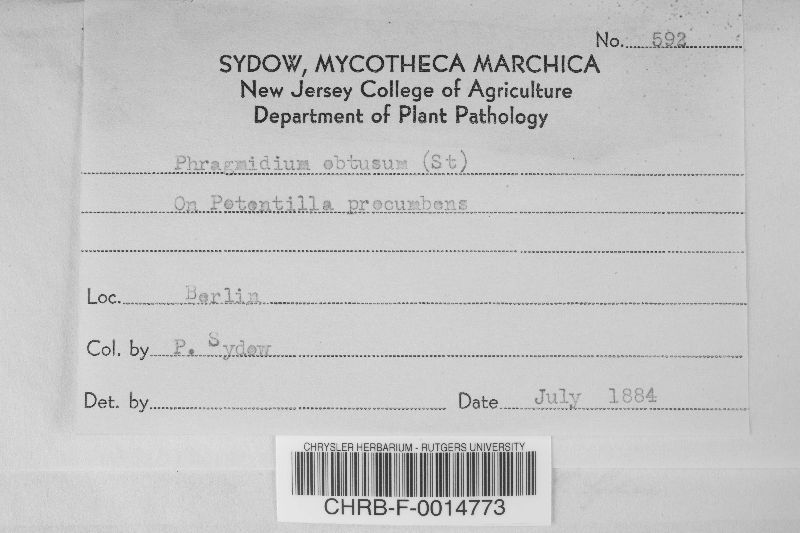 No. 592
SYDOW, MYCOTHECA MARCHICA
New Jersey College of Agriculture
Department of Plant Pathology
Phragmidium obtusum (St)
On Potentilla procumbens
Loc. Berlin
Col. by P. Sydow
Det. by
Date July 1884
CHRYSLER HERBARIUM - RUTGERS UNIVERSITY
CHRB-F-0014773